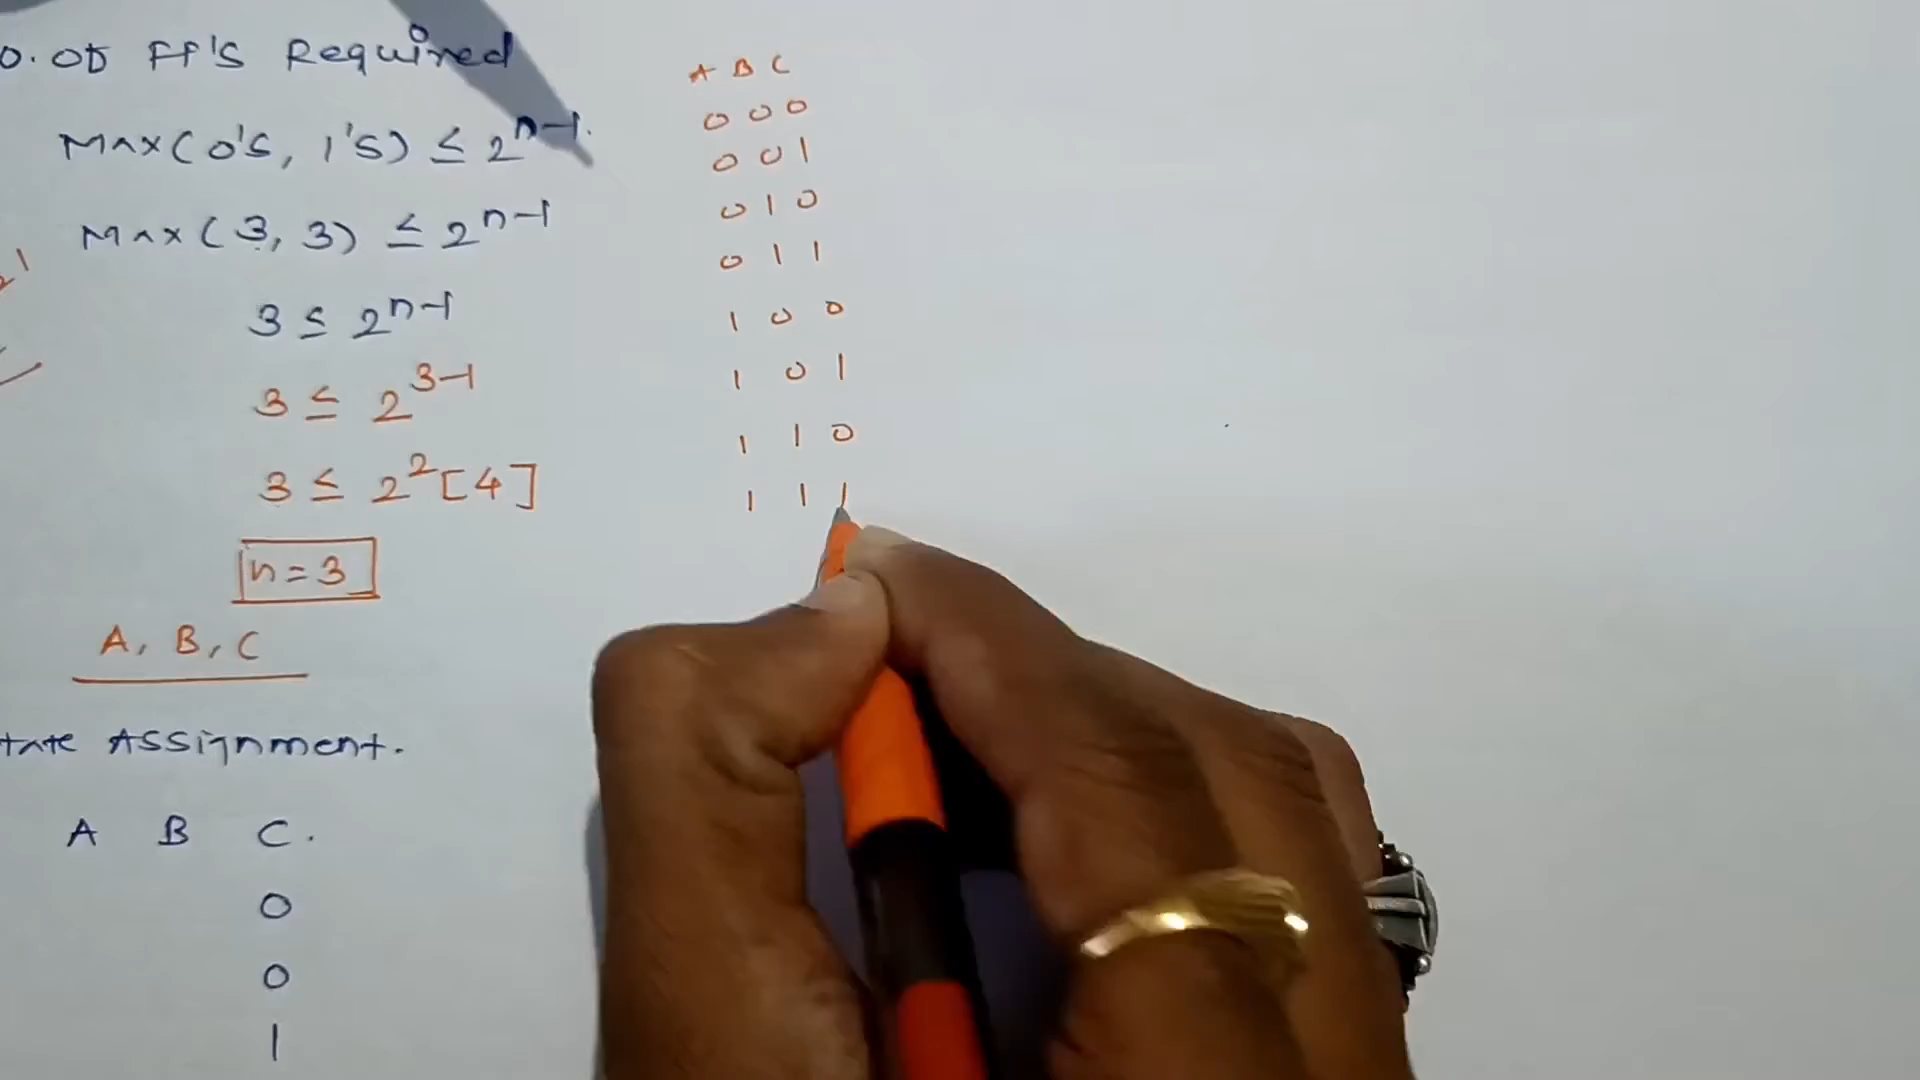 O. OF FF'S Required
MAX(0'S, 1'S) ≤ 2^n-1.
MAX(3, 3) ≤ 2^n-1
3 ≤ 2^n-1
3 ≤ 2^3-1
3 ≤ 2^2 [4]
n=3
A, B, C
tate Assignment.
A B C.
0
0
1
A B C
0 0 0
0 0 1
0 1 0
0 1 1
1 0 0
1 0 1
1 1 0
1 1 1